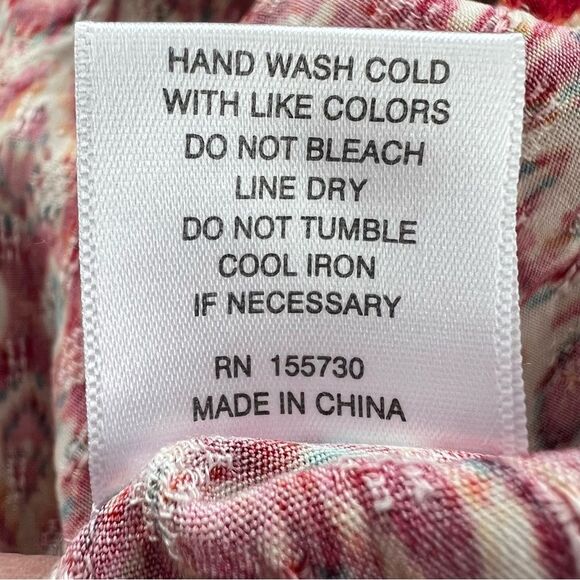 HAND WASH COLD
WITH LIKE COLORS
DO NOT BLEACH
LINE DRY
DO NOT TUMBLE
COOL IRON
IF NECESSARY
RN 155730
MADE IN CHINA